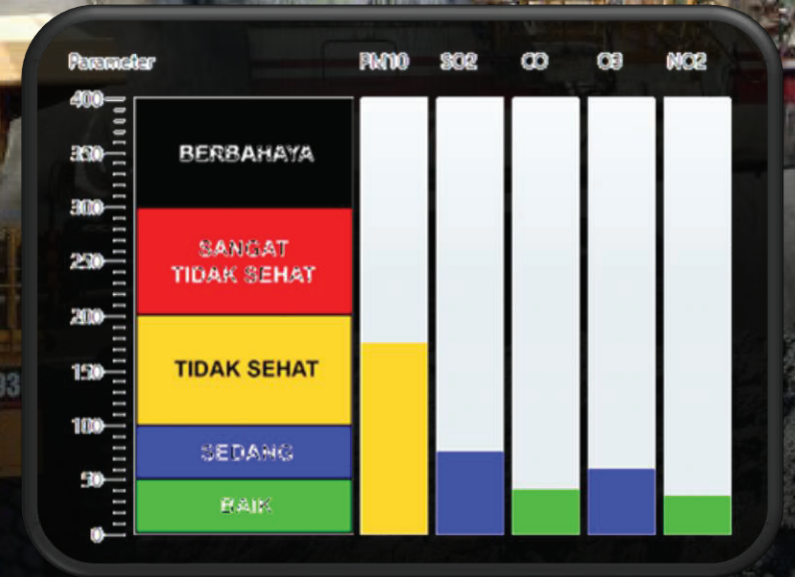 Parameter PM10 SO2 CO O3 NO2
400
350
300
250
200
150
100
50
0
BERBAHAYA
SANGAT
TIDAK SEHAT
TIDAK SEHAT
SEDANG
BAIK
93